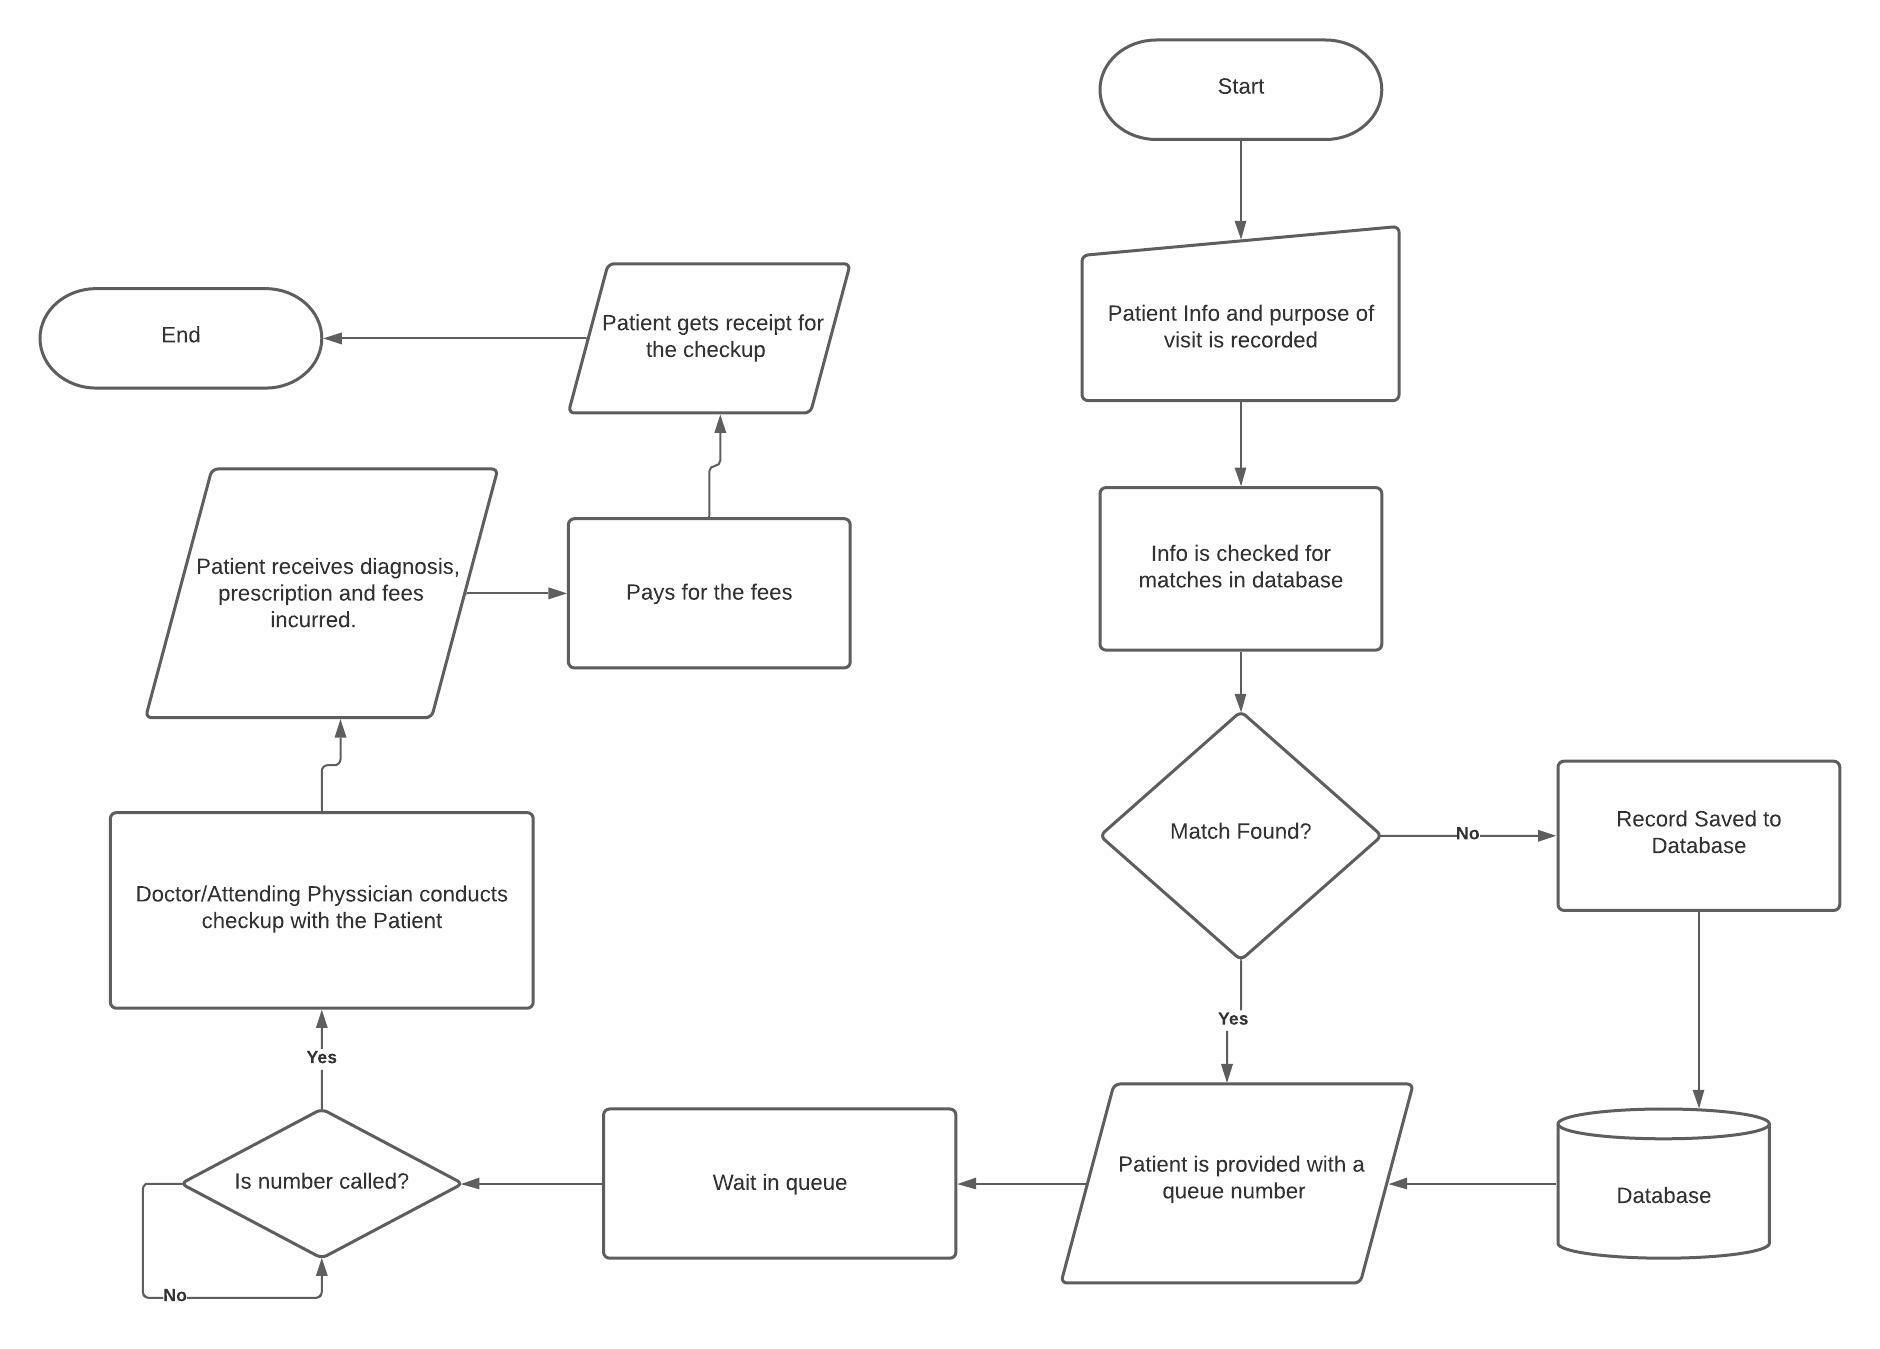 Start
Patient Info and purpose of
visit is recorded
Info is checked for
matches in database
Match Found?
No
Record Saved to
Database
Database
Yes
Patient is provided with a
queue number
Wait in queue
Is number called?
No
Yes
Doctor/Attending Physsician conducts
checkup with the Patient
Patient receives diagnosis,
prescription and fees
incurred.
Pays for the fees
Patient gets receipt for
the checkup
End